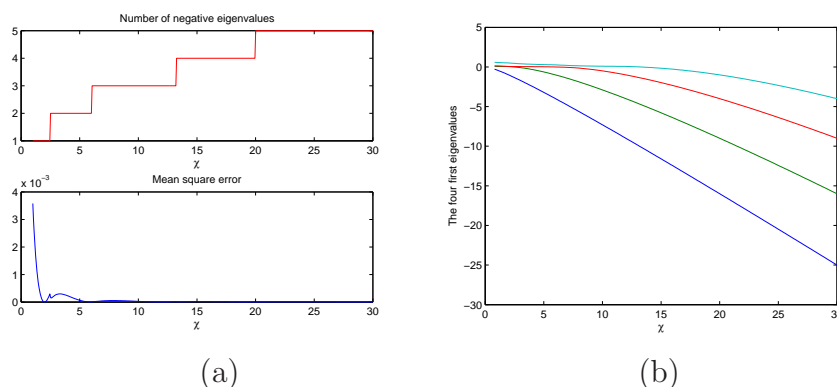 Number of negative eigenvalues
5
4
3
2
1
0 5 10 15 20 25 30
χ
x 10⁻³
Mean square error
4
3
2
1
0
0 5 10 15 20 25 30
χ
(a)
5
0
−5
−10
−15
−20
−25
−30
The four first eigenvalues
0 5 10 15 20 25 30
χ
(b)